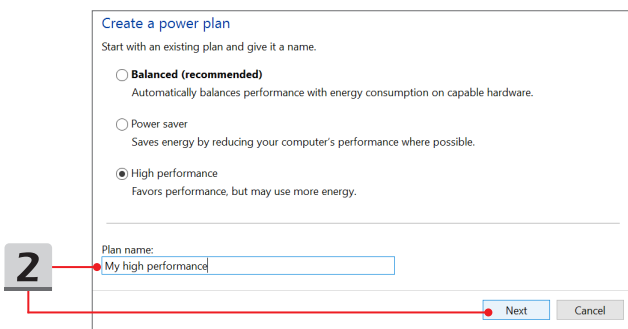 Create a power plan
Start with an existing plan and give it a name.
Balanced (recommended)
Automatically balances performance with energy consumption on capable hardware.
Power saver
Saves energy by reducing your computer's performance where possible.
High performance
Favors performance, but may use more energy.
Plan name:
My high performance
2
Next Cancel